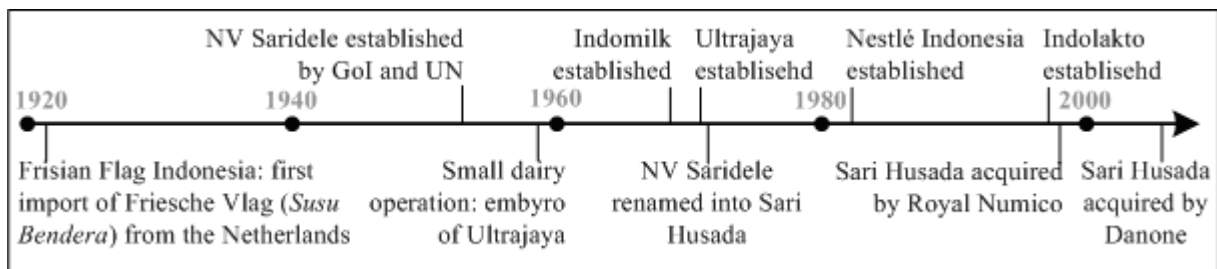 NV Saridele established
by GoI and UN
Indomilk
established
Ultrajaya
establisehd
Nestlé Indonesia
established
Indolakto
establisehd
1920
1940
1960
1980
2000
Frisian Flag Indonesia: first
import of Friesche Vlag (Susu
Bendera) from the Netherlands
Small dairy
operation: embyro
of Ultrajaya
NV Saridele
renamed into Sari
Husada
Sari Husada acquired
by Royal Numico
Sari Husada
acquired by
Danone